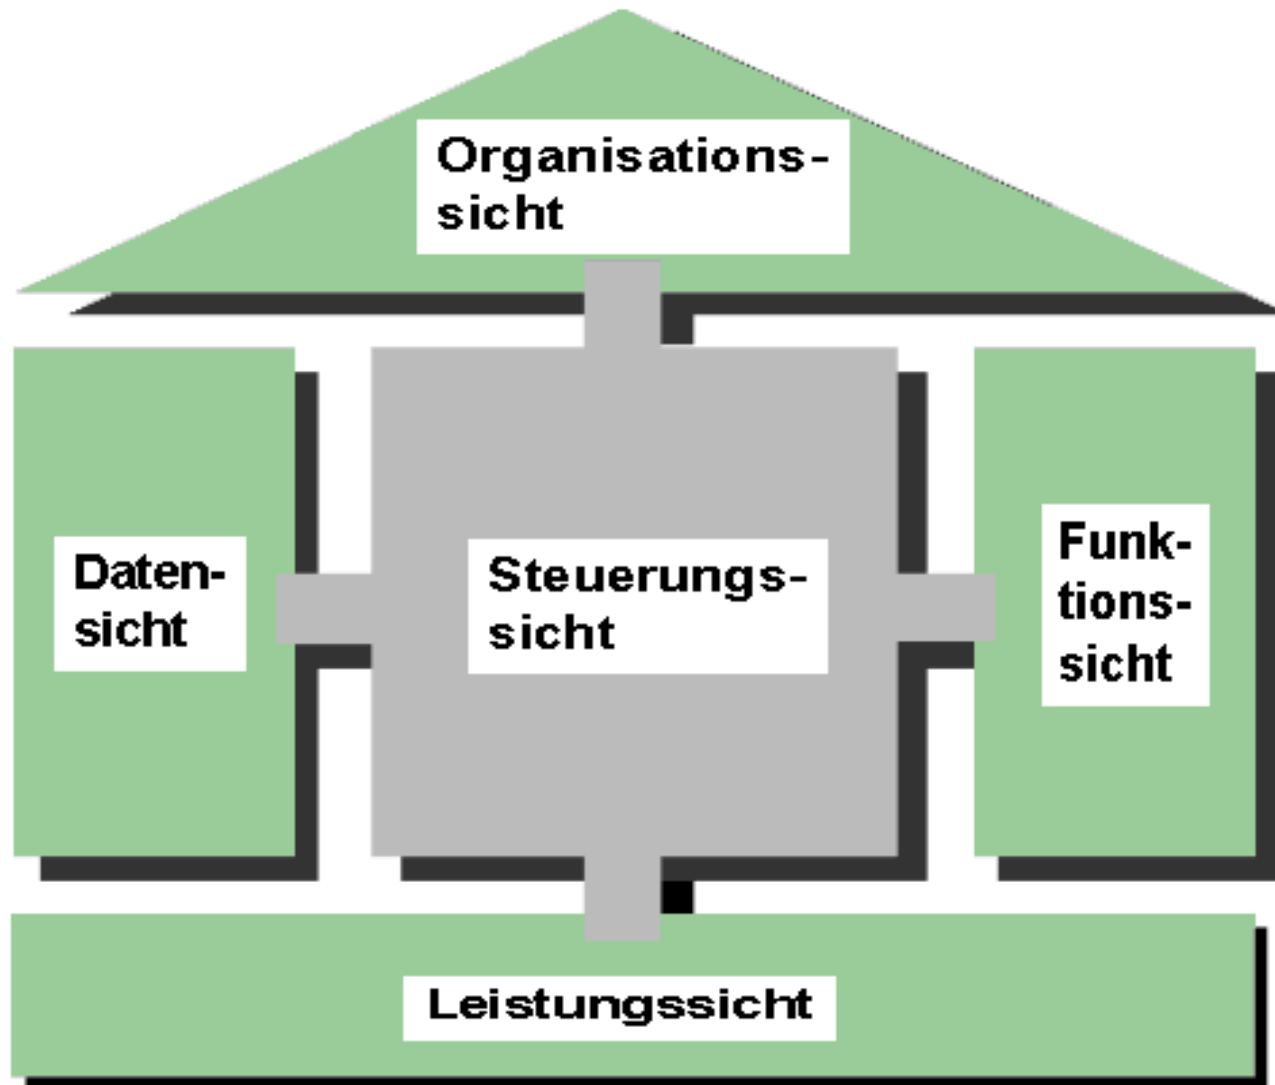 Organisations-
sicht
Daten-
sicht
Steuerungs-
sicht
Funk-
tions-
sicht
Leistungssicht